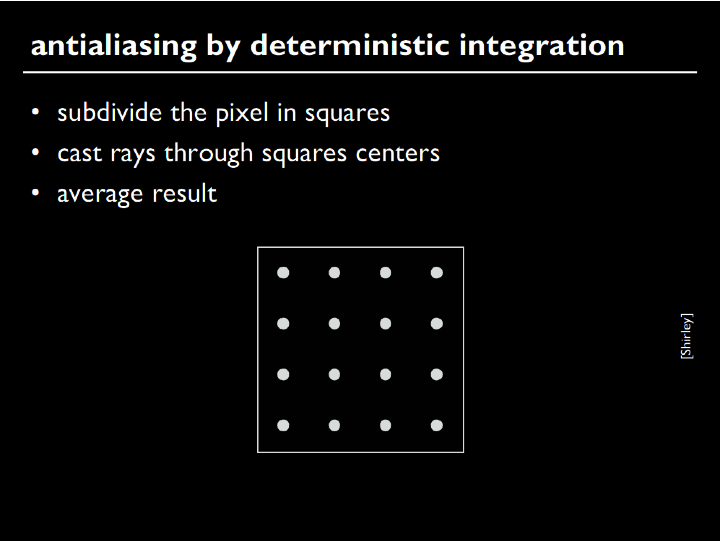 antialiasing by deterministic integration
• subdivide the pixel in squares
• cast rays through squares centers
• average result
[Shirley]